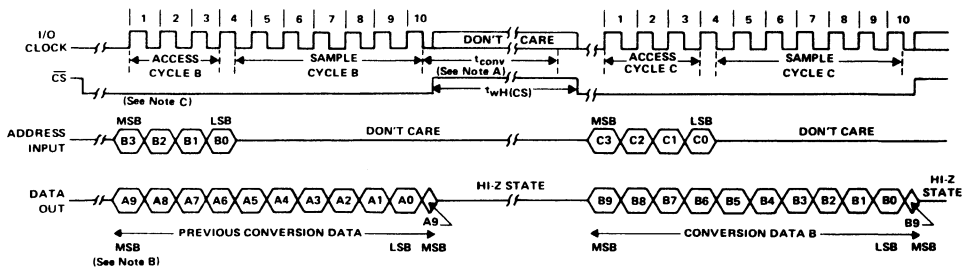 1 2 3 4 5 6 7 8 9 10 1 2 3 4 5 6 7 8 9 10
I/O
CLOCK
DON'T CARE
ACCESS
CYCLE B
SAMPLE
CYCLE B
tconv
(See Note A)
ACCESS
CYCLE C
SAMPLE
CYCLE C
CS
twH(CS)
(See Note C)
MSB LSB MSB LSB
ADDRESS
INPUT
B3 B2 B1 B0 DON'T CARE C3 C2 C1 C0 DON'T CARE
DATA
OUT
A9 A8 A7 A6 A5 A4 A3 A2 A1 A0 HI-Z STATE B9 B8 B7 B6 B5 B4 B3 B2 B1 B0 HI-Z
STATE
A9 B9
PREVIOUS CONVERSION DATA CONVERSION DATA B
MSB LSB MSB MSB LSB MSB
(See Note B)